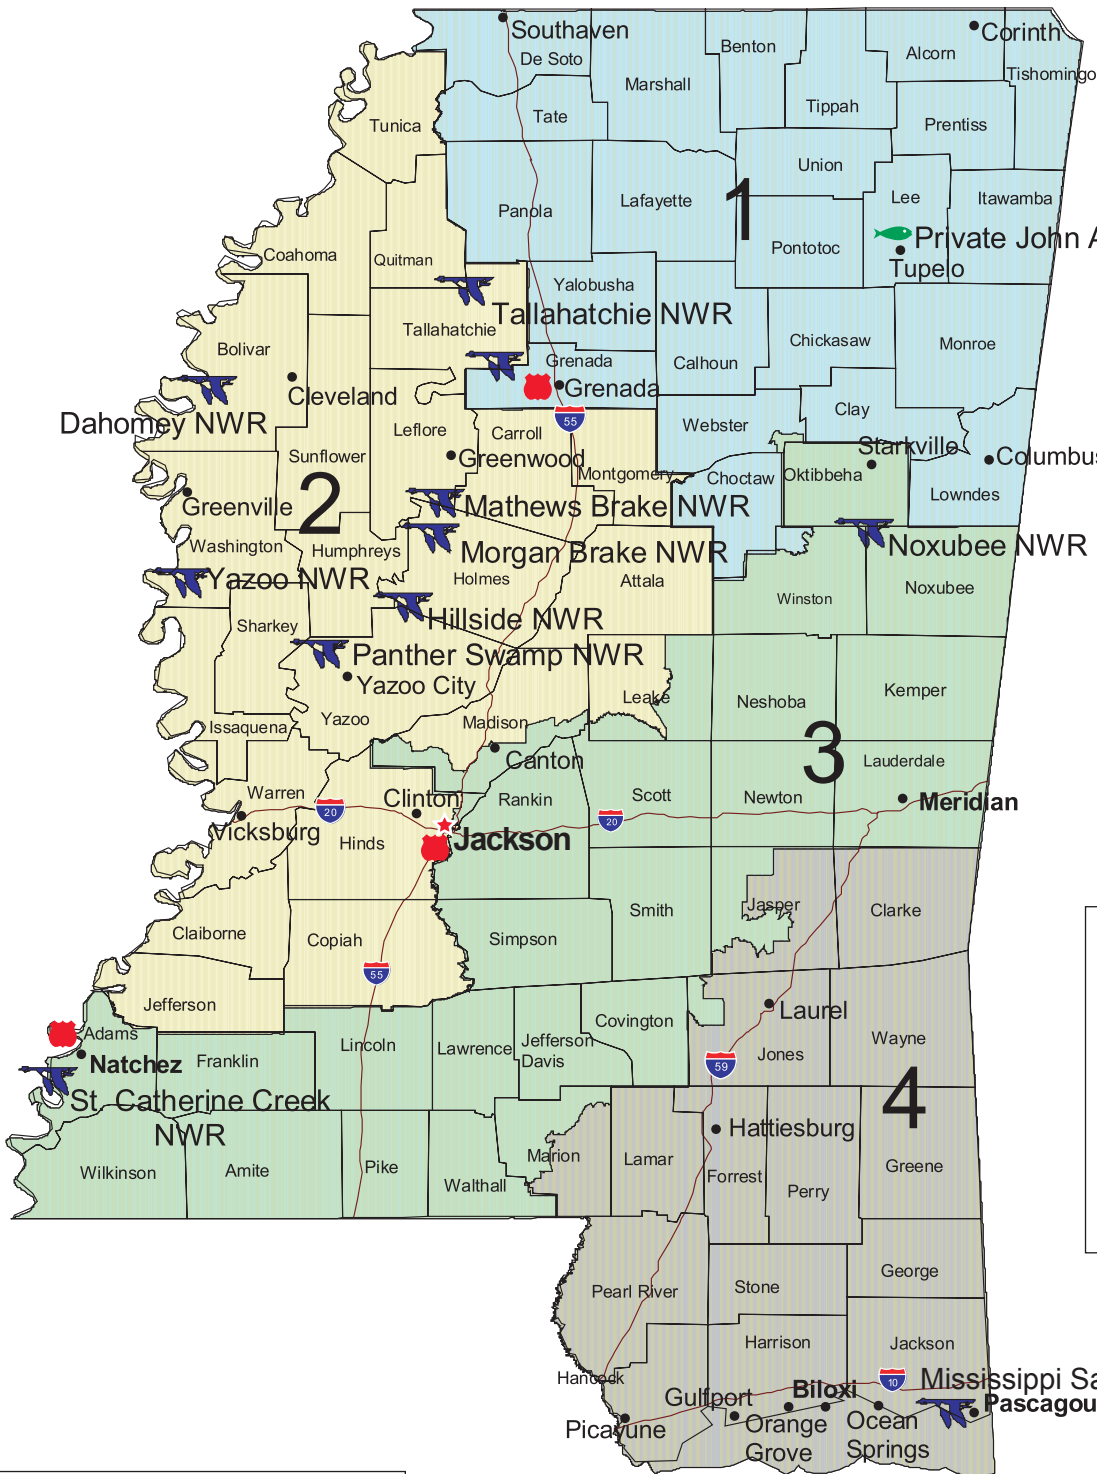 Southaven
De Soto
Benton
Corinth
Alcorn
Tishomingo
Marshall
Tippah
Tate
Prentiss
Tunica
Union
1
Panola
Lafayette
Lee
Itawamba
Private John A
Pontotoc
Tupelo
Coahoma
Quitman
Yalobusha
Tallahatchie NWR
Tallahatchie
Chickasaw
Monroe
Bolivar
Grenada
Calhoun
Grenada
Cleveland
Dahomey NWR
55
Clay
Leflore
Carroll
Webster
Starkville
Sunflower
Greenwood
Montgomery
Choctaw
Oktibbeha
Columbus
Lowndes
2
Greenville
Mathews Brake NWR
Washington
Humphreys
Morgan Brake NWR
Noxubee NWR
Yazoo NWR
Holmes
Attala
Noxubee
Winston
Hillside NWR
Sharkey
Panther Swamp NWR
Yazoo City
Leake
Neshoba
Kemper
Issaquena
Yazoo
Madison
3
Canton
Lauderdale
Warren
Clinton
Rankin
Scott
Newton
Meridian
20
20
Vicksburg
Hinds
Jackson
Smith
Jasper
Clarke
Claiborne
Copiah
Simpson
55
Jefferson
Laurel
Adams
Covington
Natchez
Franklin
Lincoln
Lawrence
Jefferson
Davis
Jones
Wayne
59
St. Catherine Creek
NWR
4
Hattiesburg
Wilkinson
Amite
Pike
Walthall
Marion
Lamar
Forrest
Perry
Greene
Pearl River
Stone
George
Harrison
Jackson
Hancock
10
Mississippi Sa
Gulfport
Biloxi
Pascagou
Picayune
Orange
Grove
Ocean
Springs